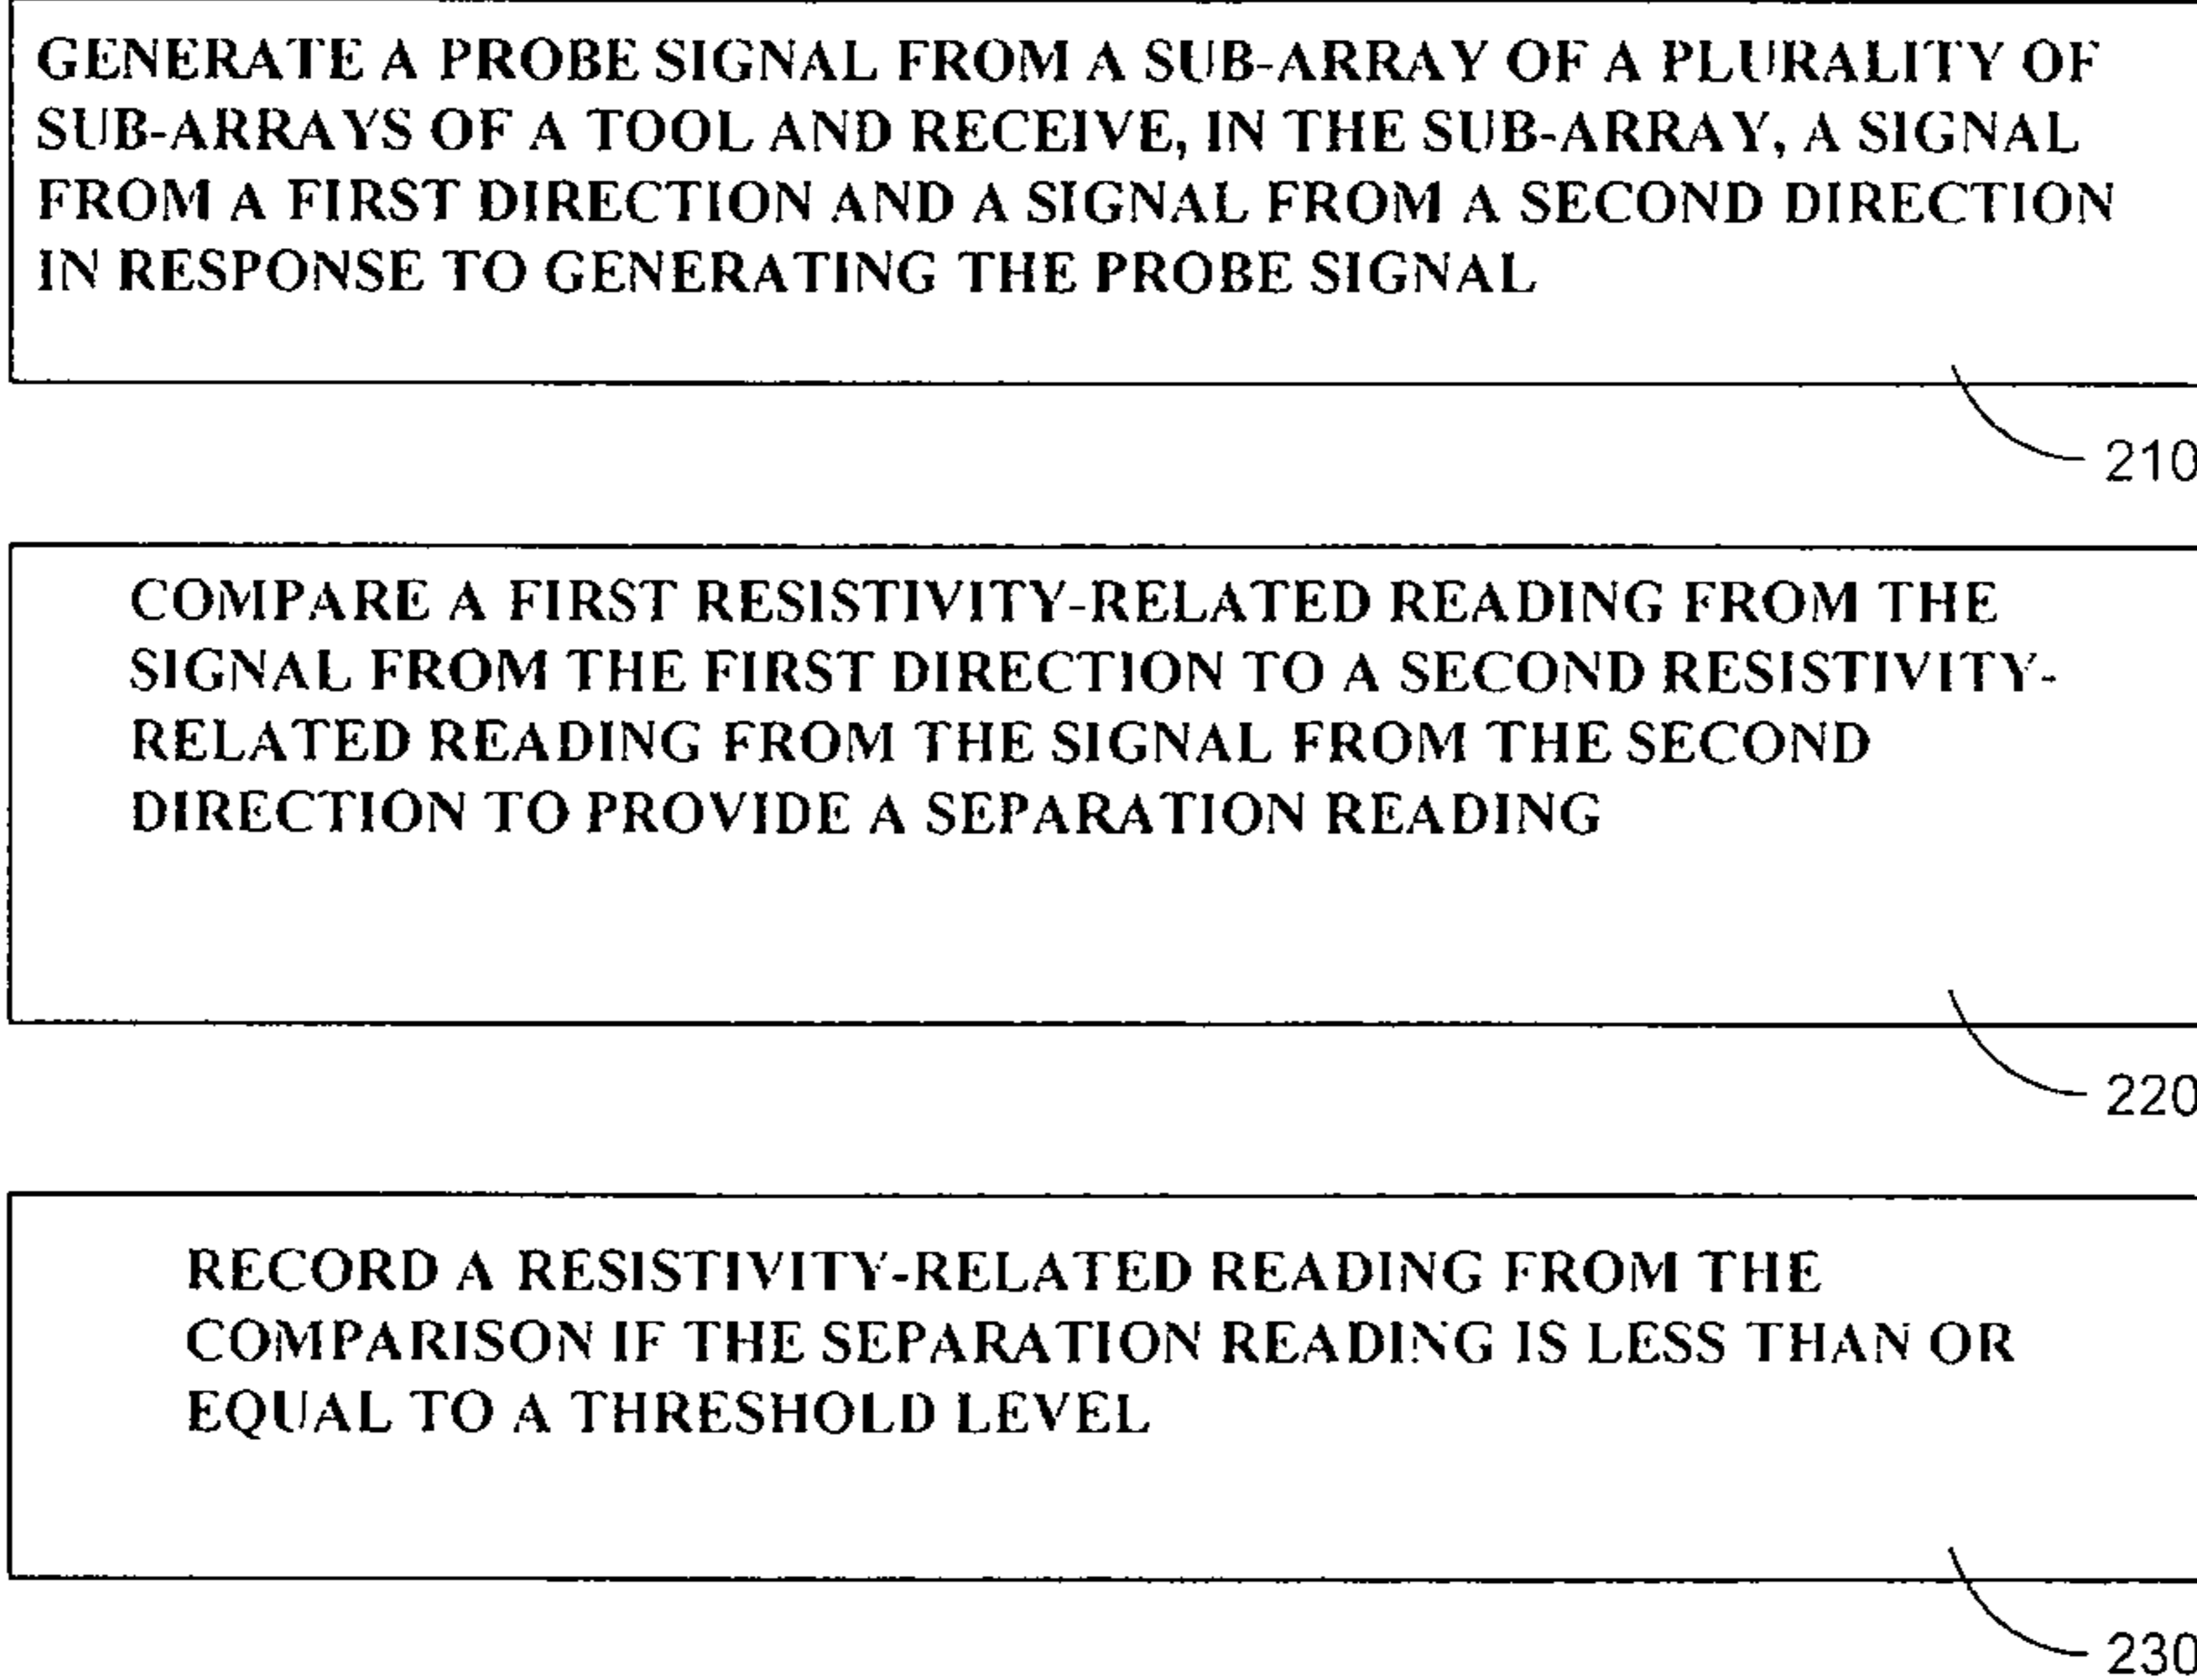 GENERATE A PROBE SIGNAL FROM A SUB-ARRAY OF A PLURALITY OF
SUB-ARRAYS OF A TOOL AND RECEIVE, IN THE SUB-ARRAY, A SIGNAL
FROM A FIRST DIRECTION AND A SIGNAL FROM A SECOND DIRECTION
IN RESPONSE TO GENERATING THE PROBE SIGNAL
210
COMPARE A FIRST RESISTIVITY-RELATED READING FROM THE
SIGNAL FROM THE FIRST DIRECTION TO A SECOND RESISTIVITY-
RELATED READING FROM THE SIGNAL FROM THE SECOND
DIRECTION TO PROVIDE A SEPARATION READING
220
RECORD A RESISTIVITY-RELATED READING FROM THE
COMPARISON IF THE SEPARATION READING IS LESS THAN OR
EQUAL TO A THRESHOLD LEVEL
230